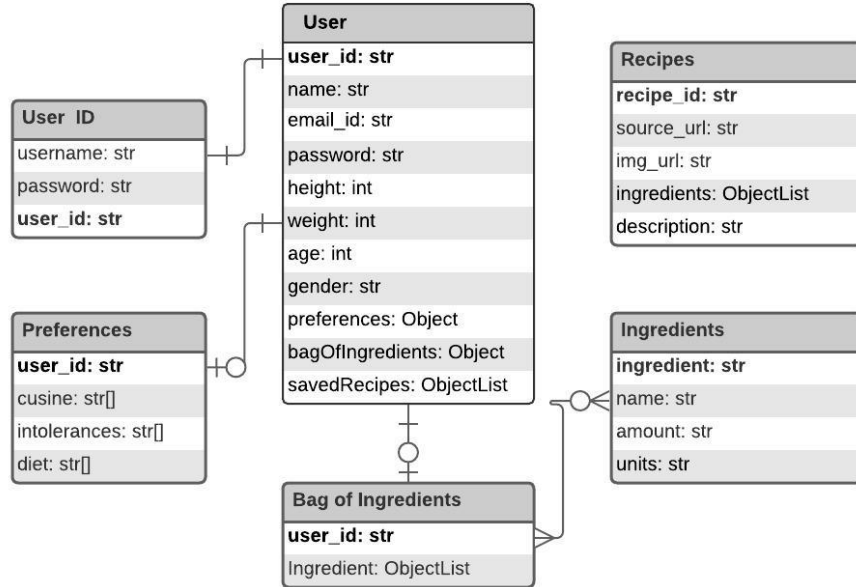 User
user_id: str
name: str
email_id: str
password: str
height: int
weight: int
age: int
gender: str
preferences: Object
bagOfIngredients: Object
savedRecipes: ObjectList
User ID
username: str
password: str
user_id: str
Preferences
user_id: str
cusine: str[]
intolerances: str[]
diet: str[]
Bag of Ingredients
user_id: str
Ingredient: ObjectList
Recipes
recipe_id: str
source_url: str
img_url: str
ingredients: ObjectList
description: str
Ingredients
ingredient: str
name: str
amount: str
units: str